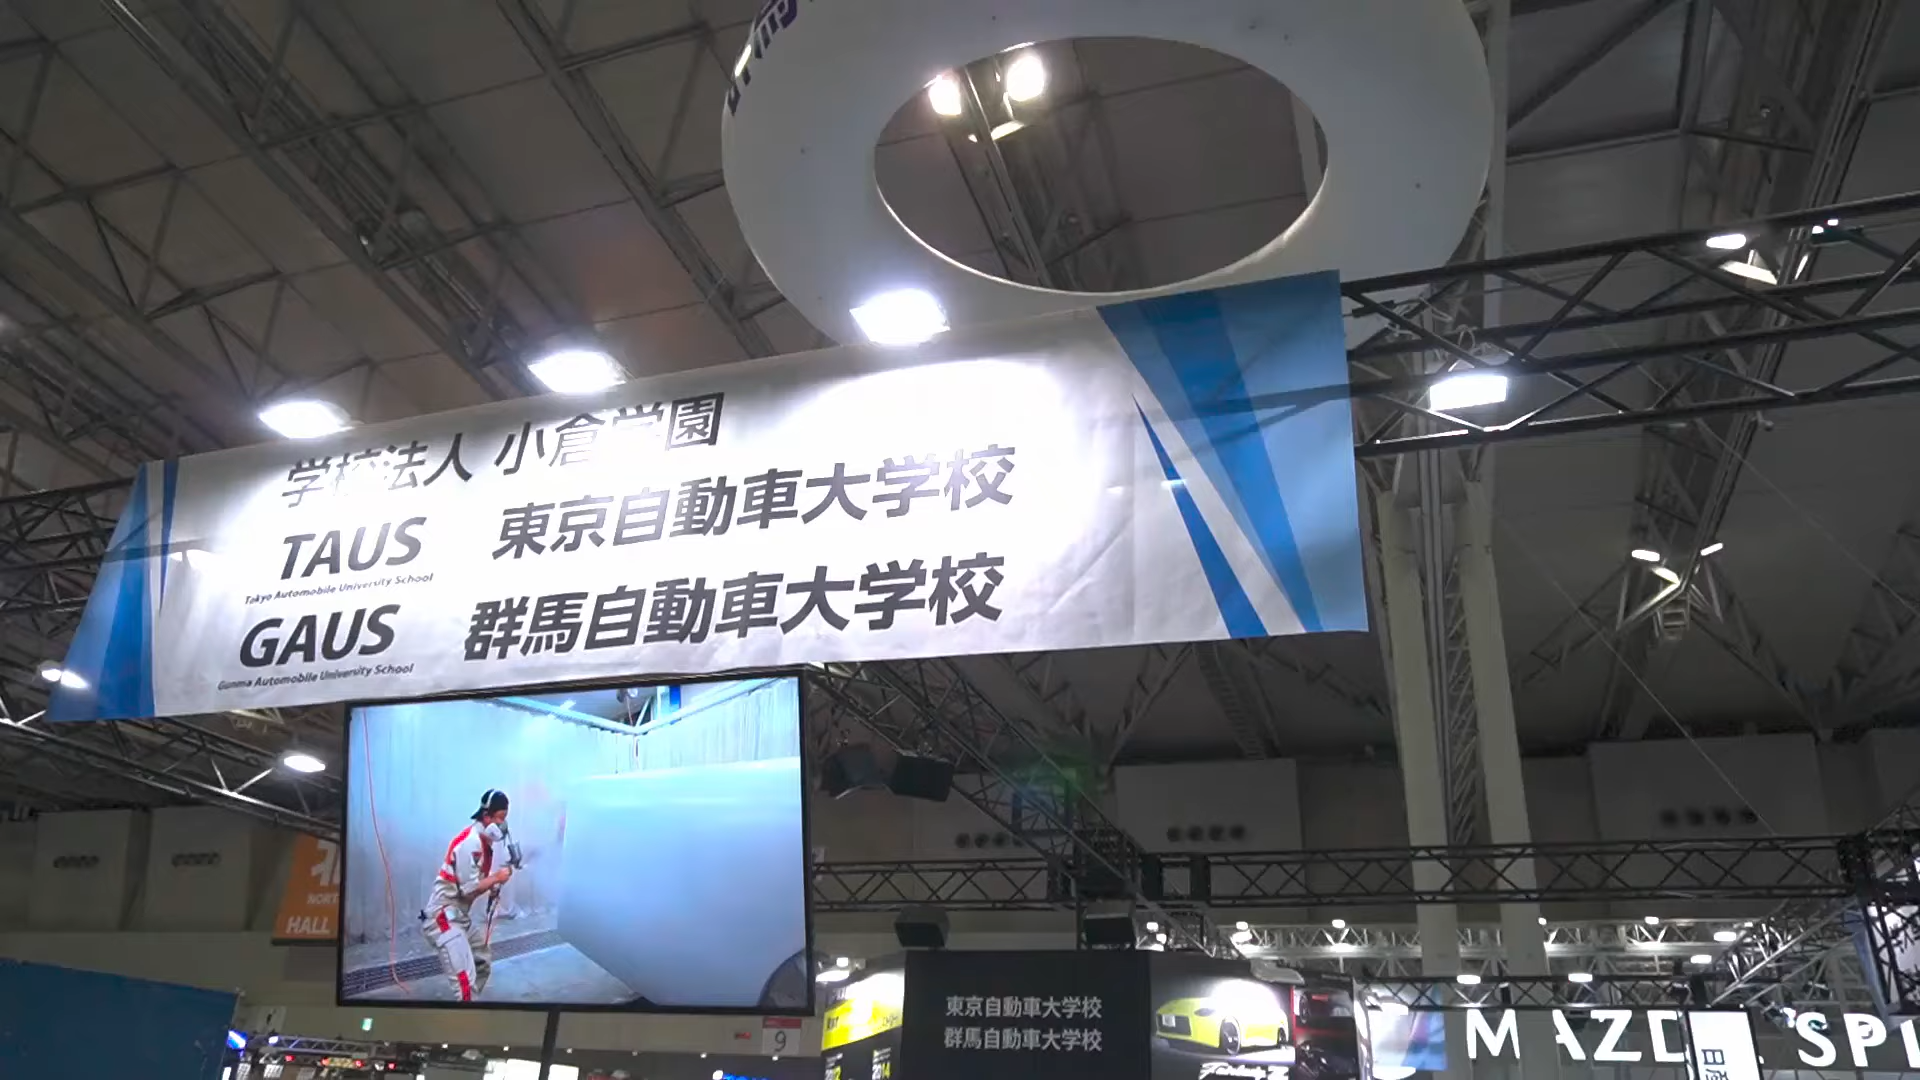 学校法人 小倉学園
TAUS 東京自動車大学校
Tokyo Automobile University School
GAUS 群馬自動車大学校
Gunma Automobile University School
HALL
9
東京自動車大学校
群馬自動車大学校